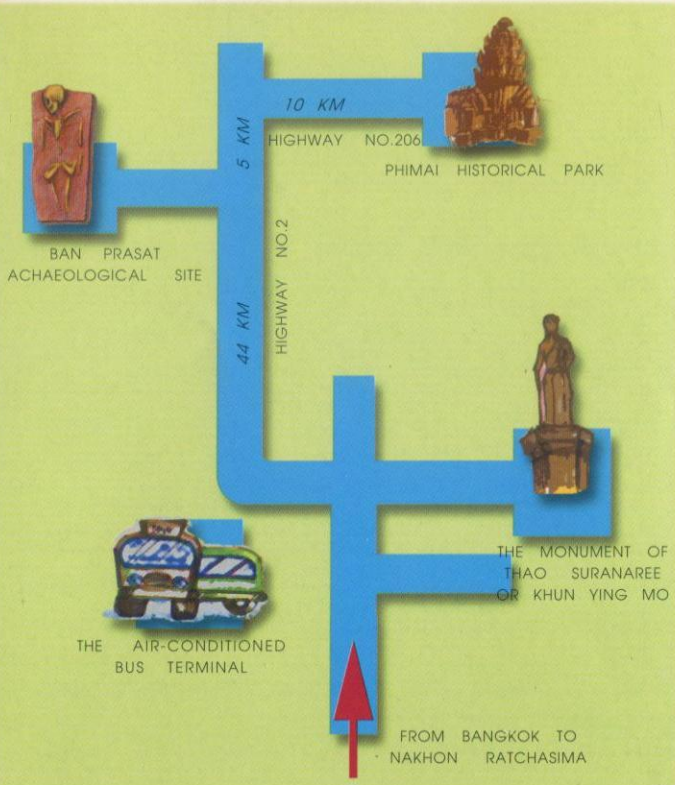 10 KM
5 KM
HIGHWAY NO.206
PHIMAI HISTORICAL PARK
BAN PRASAT
ACHAEOLOGICAL SITE
HIGHWAY NO.2
44 KM
THE MONUMENT OF
THAO SURANAREE
OR KHUN YING MO
THE AIR-CONDITIONED
BUS TERMINAL
FROM BANGKOK TO
NAKHON RATCHASIMA